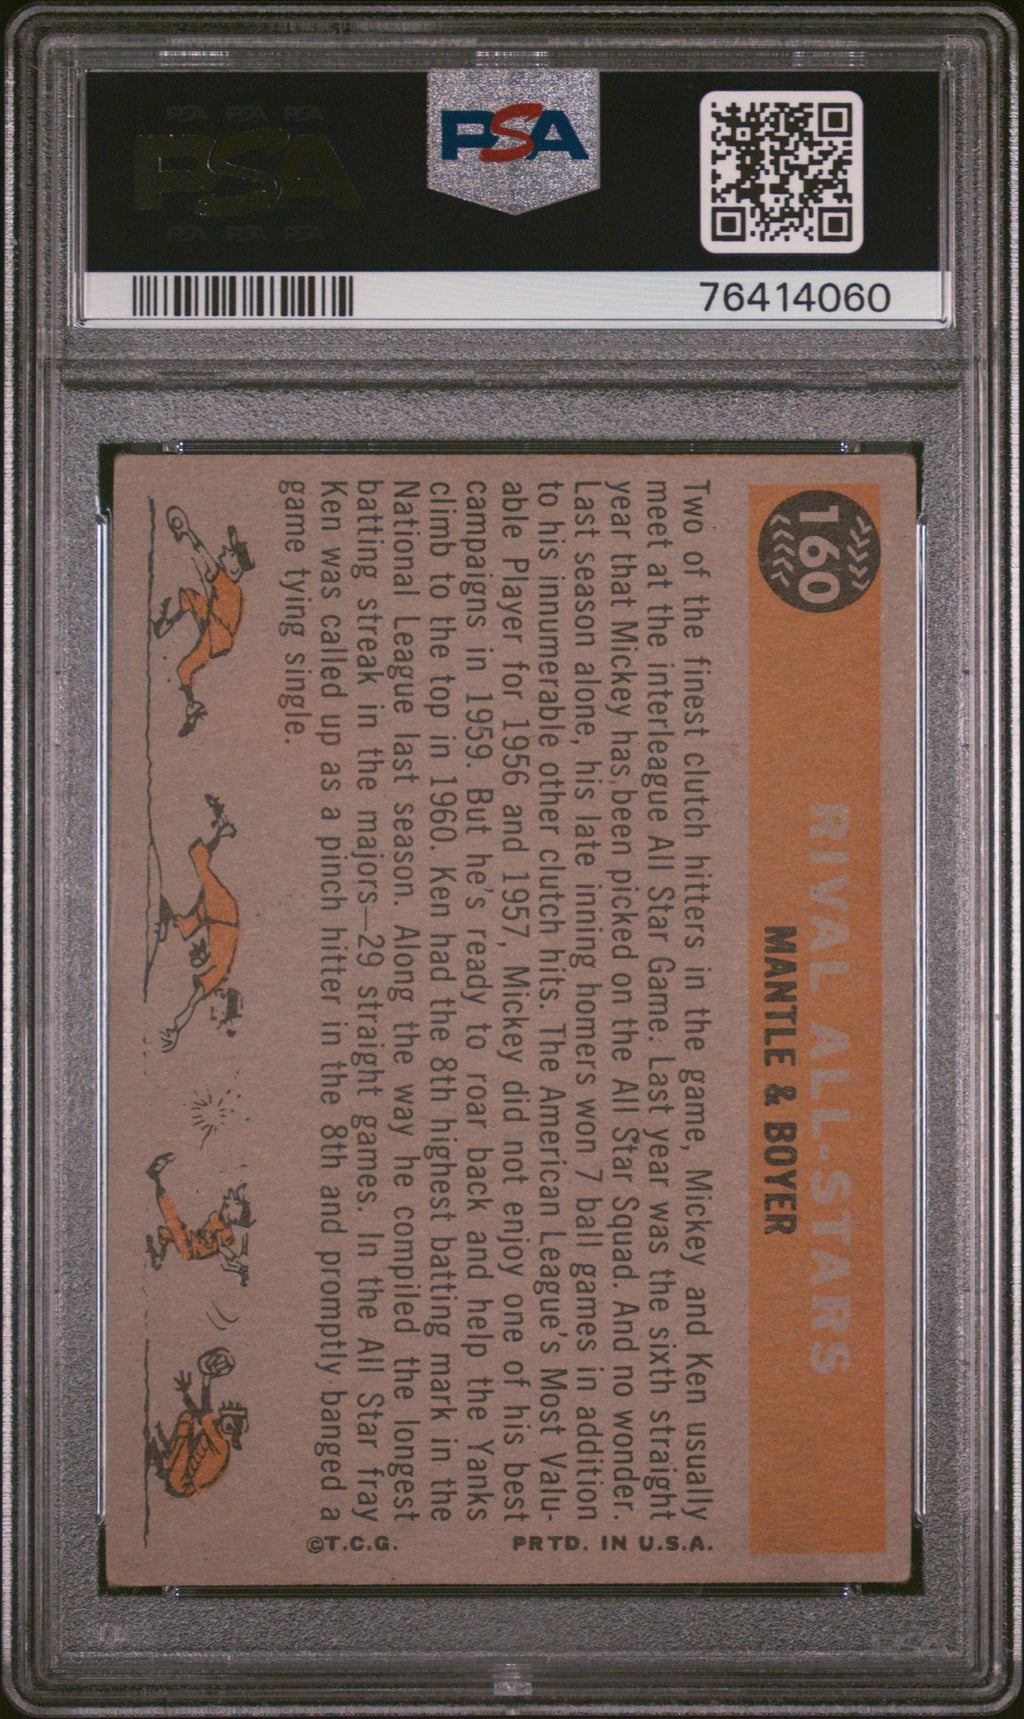 PSA PSA PSA
PSA
PSA PSA PSA
PSA
76414060
160
RIVAL ALL-STARS
MANTLE & BOYER
Two of the finest clutch hitters in the game, Mickey and Ken usually
meet at the interleague All Star Game. Last year was the sixth straight
year that Mickey has been picked on the All Star Squad. And no wonder.
Last season alone, his late inning homers won 7 ball games in addition
to his innumerable other clutch hits. The American League's Most Valu-
able Player for 1956 and 1957, Mickey did not enjoy one of his best
campaigns in 1959. But he's ready to roar back and help the Yanks
climb to the top in 1960. Ken had the 8th highest batting mark in the
National League last season. Along the way he compiled the longest
batting streak in the majors—29 straight games. In the All Star fray
Ken was called up as a pinch hitter in the 8th and promptly banged a
game tying single.
©T.C.G. PRTD. IN U.S.A.
PSA